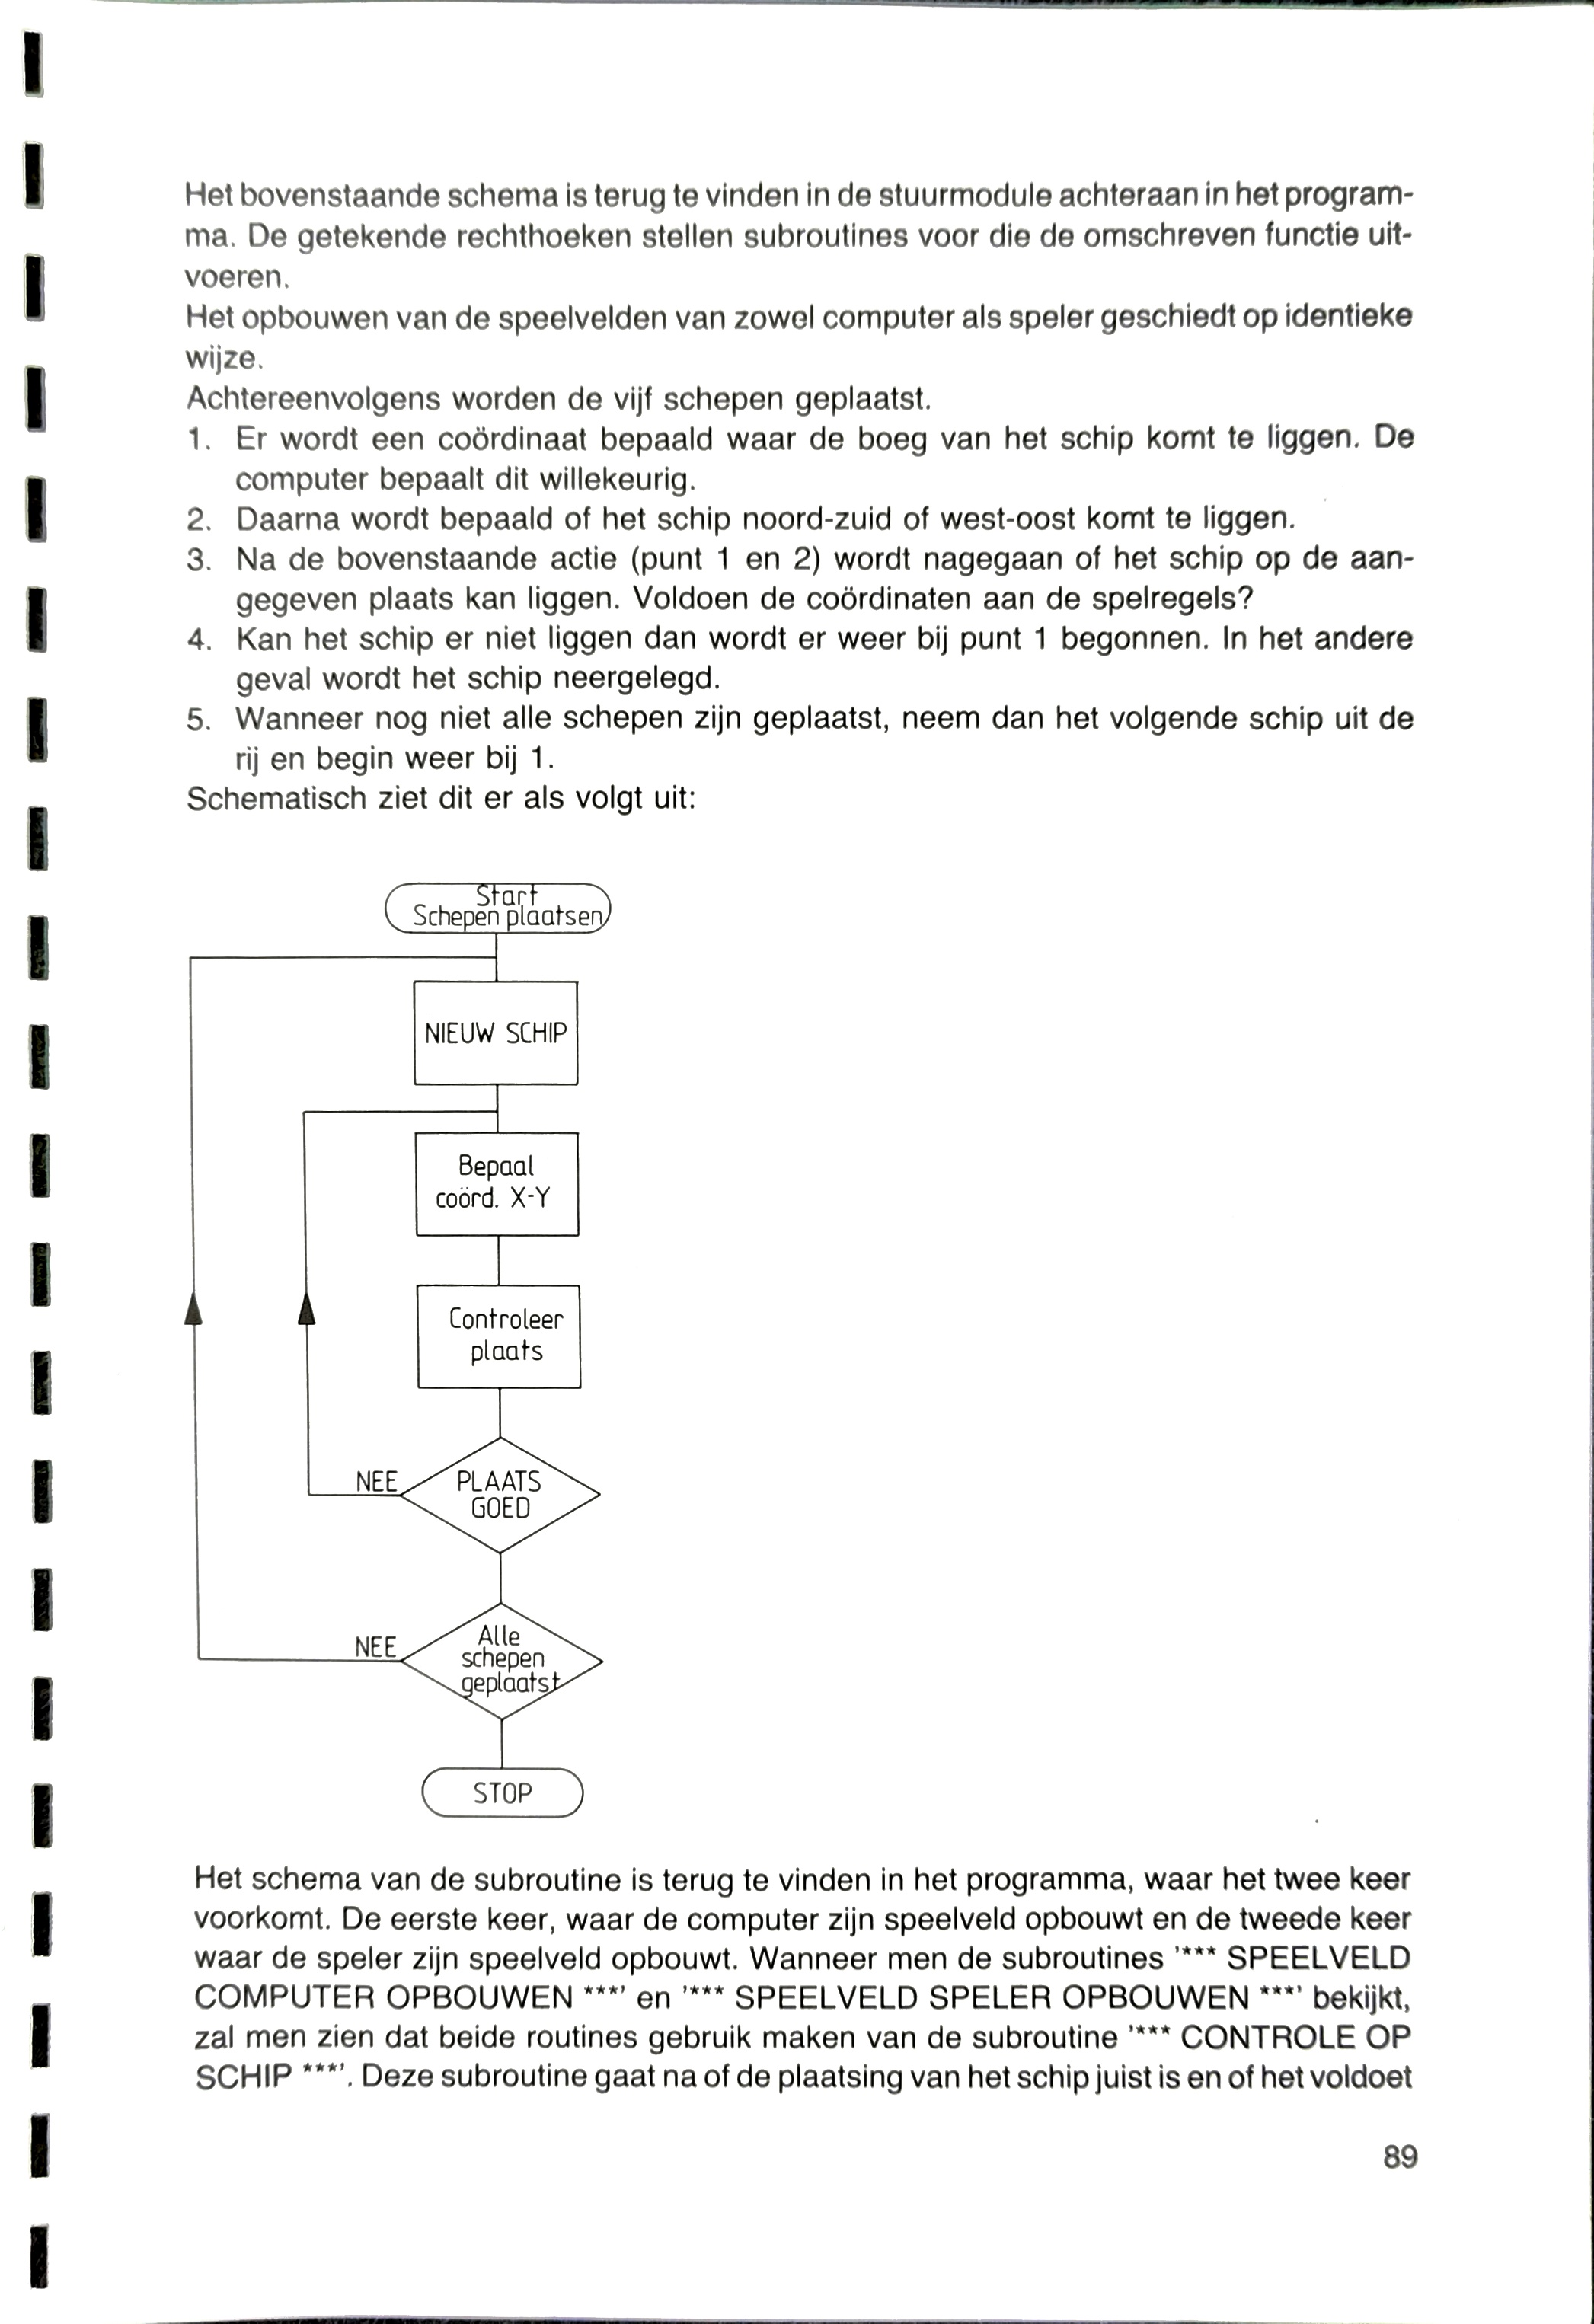 Het bovenstaande schema is terug te vinden in de stuurmodule achteraan in het program-
ma. De getekende rechthoeken stellen subroutines voor die de omschreven functie uit-
voeren.
Het opbouwen van de speelvelden van zowel computer als speler geschiedt op identieke
wijze.
Achtereenvolgens worden de vijf schepen geplaatst.
1. Er wordt een coördinaat bepaald waar de boeg van het schip komt te liggen. De
computer bepaalt dit willekeurig.
2. Daarna wordt bepaald of het schip noord-zuid of west-oost komt te liggen.
3. Na de bovenstaande actie (punt 1 en 2) wordt nagegaan of het schip op de aan-
gegeven plaats kan liggen. Voldoen de coördinaten aan de spelregels?
4. Kan het schip er niet liggen dan wordt er weer bij punt 1 begonnen. In het andere
geval wordt het schip neergelegd.
5. Wanneer nog niet alle schepen zijn geplaatst, neem dan het volgende schip uit de
rij en begin weer bij 1.
Schematisch ziet dit er als volgt uit:
Start
Schepen plaatsen
NIEUW SCHIP
Bepaal
coörd. X-Y
Controleer
plaats
NEE
PLAATS
GOED
NEE
Alle
schepen
geplaatst
STOP
Het schema van de subroutine is terug te vinden in het programma, waar het twee keer
voorkomt. De eerste keer, waar de computer zijn speelveld opbouwt en de tweede keer
waar de speler zijn speelveld opbouwt. Wanneer men de subroutines '*** SPEELVELD
COMPUTER OPBOUWEN ***' en '*** SPEELVELD SPELER OPBOUWEN ***' bekijkt,
zal men zien dat beide routines gebruik maken van de subroutine '*** CONTROLE OP
SCHIP ***'. Deze subroutine gaat na of de plaatsing van het schip juist is en of het voldoet
89